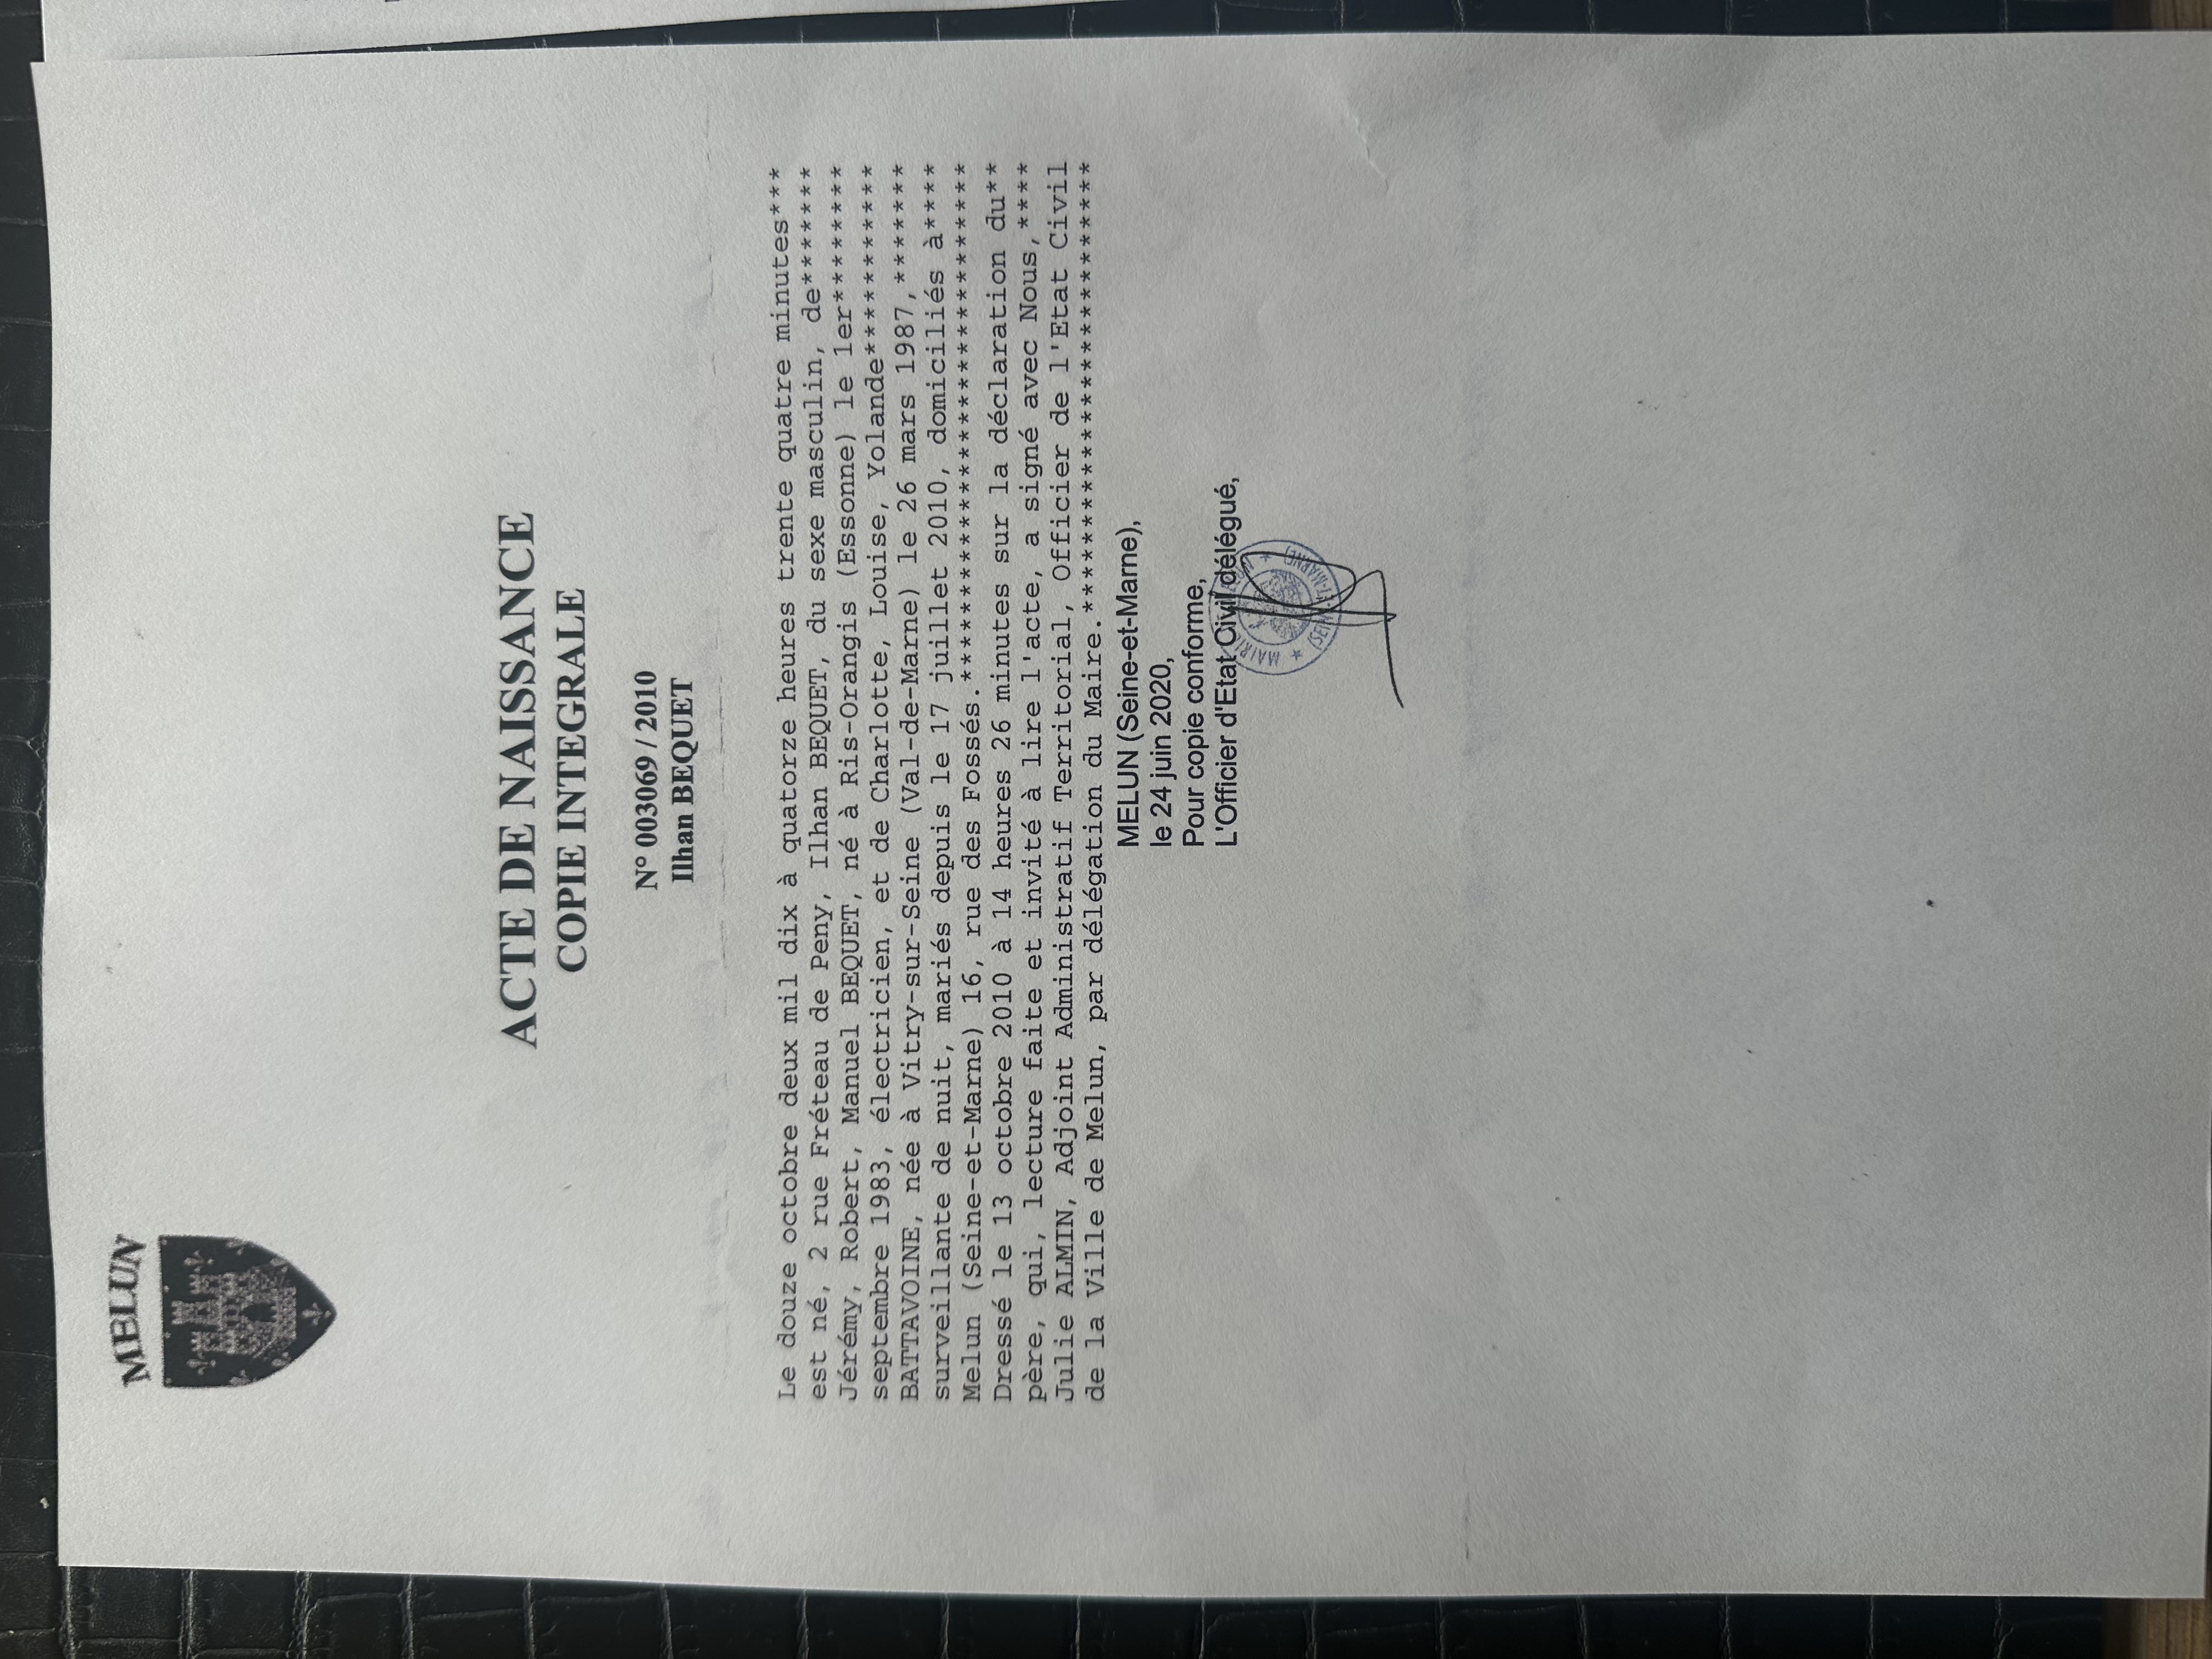 MELUN
ACTE DE NAISSANCE
COPIE INTEGRALE
N° 003069 / 2010
Ilhan BEQUET
Le douze octobre deux mil dix à quatorze heures trente quatre minutes***
est né, 2 rue Fréteau de Peny, Ilhan BEQUET, du sexe masculin, de********
Jérémy, Robert, Manuel BEQUET, né à Ris-Orangis (Essonne) le 1er*********
septembre 1983, électricien, et de Charlotte, Louise, Yolande************
BATTAVOINE, née à Vitry-sur-Seine (Val-de-Marne) le 26 mars 1987,********
surveillante de nuit, mariés depuis le 17 juillet 2010, domiciliés à*****
Melun (Seine-et-Marne) 16, rue des Fossés.*******************************
Dressé le 13 octobre 2010 à 14 heures 26 minutes sur la déclaration du**
père, qui, lecture faite et invité à lire l'acte, a signé avec Nous,****
Julie ALMIN, Adjoint Administratif Territorial, Officier de l'Etat Civil
de la Ville de Melun, par délégation du Maire.***************************
MELUN (Seine-et-Marne),
le 24 juin 2020,
Pour copie conforme,
L'Officier d'Etat Civil délégué,
MAIRIE